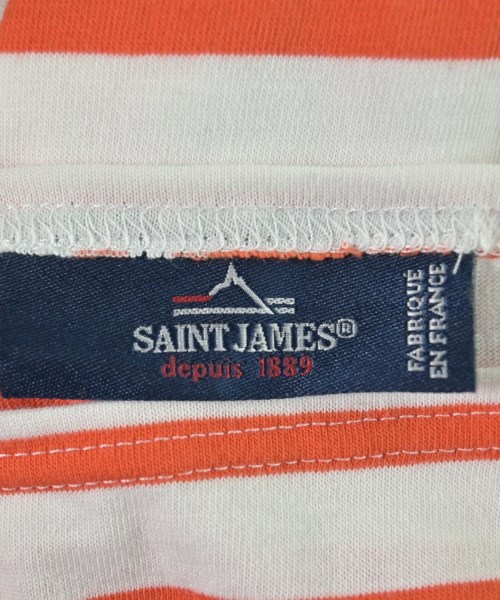 SAINT JAMES®
depuis 1889
FABRIQUÉ
EN FRANCE